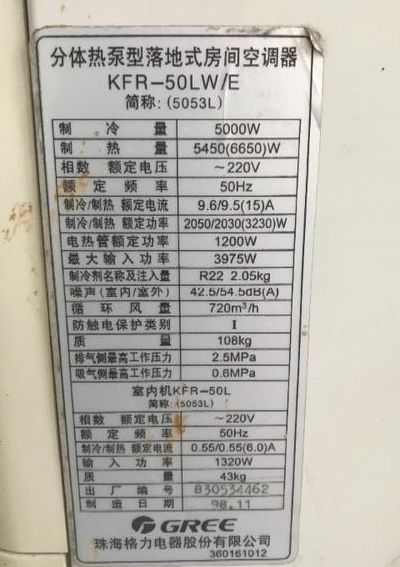 分体热泵型落地式房间空调器
KFR-50LW/E
简称:(5053L)
制 冷 量 5000W
制 热 量 5450(6650)W
相数 额定电压 ~220V
额 定 频 率 50Hz
制冷/制热 额定电流 9.6/9.5(15)A
制冷/制热 额定功率 2050/2030(3230)W
电热管额定功率 1200W
最大输入功率 3975W
制冷剂名称及注入量 R22 2.05kg
噪声(室内/室外) 42.5/54.5dB(A)
循 环 风 量 720m³/h
防触电保护类别 I
质 量 108kg
排气侧最高工作压力 2.5MPa
吸气侧最高工作压力 0.6MPa
室内机KFR-50L
简称:(5053L)
相数 额定电压 ~220V
额 定 频 率 50Hz
制冷/制热 额定电流 0.55/0.55(6.0)A
输 入 功 率 1320W
质 量 43kg
出 厂 编 号 830534462
制 造 日 期 98.11
GREE
珠海格力电器股份有限公司
360161012